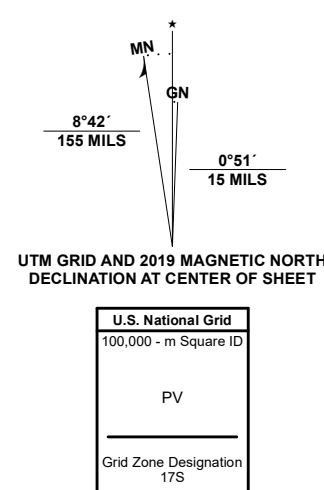 MN
GN
8°42´
155 MILS
0°51´
15 MILS
UTM GRID AND 2019 MAGNETIC NORTH
DECLINATION AT CENTER OF SHEET
U.S. National Grid
100,000 - m Square ID
PV
Grid Zone Designation
17S